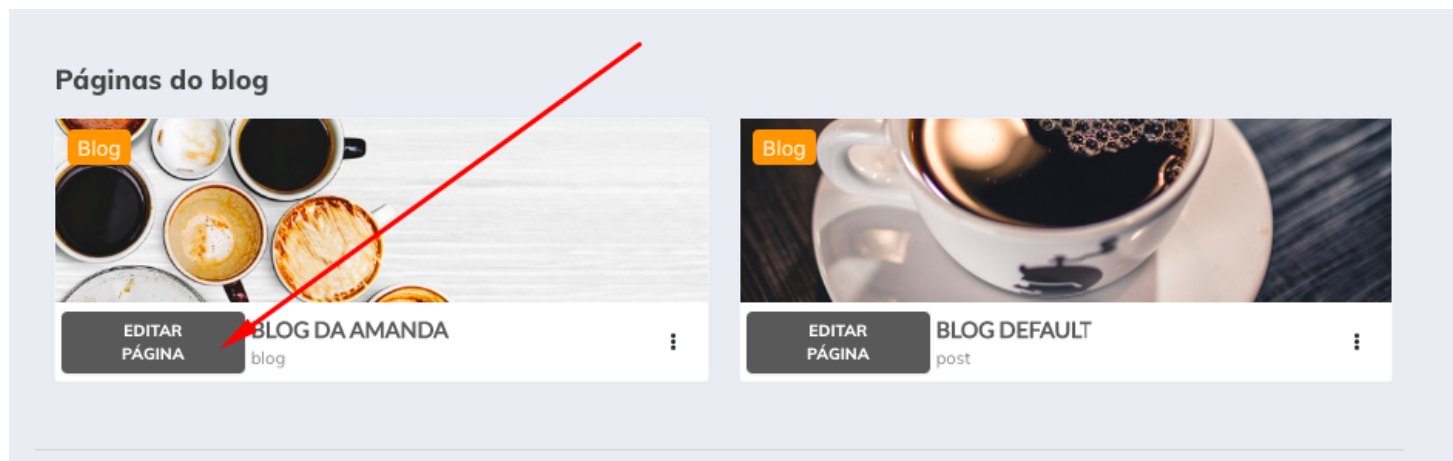 Páginas do blog
Blog
EDITAR
PÁGINA
BLOG DA AMANDA
blog
Blog
EDITAR
PÁGINA
BLOG DEFAULT
post